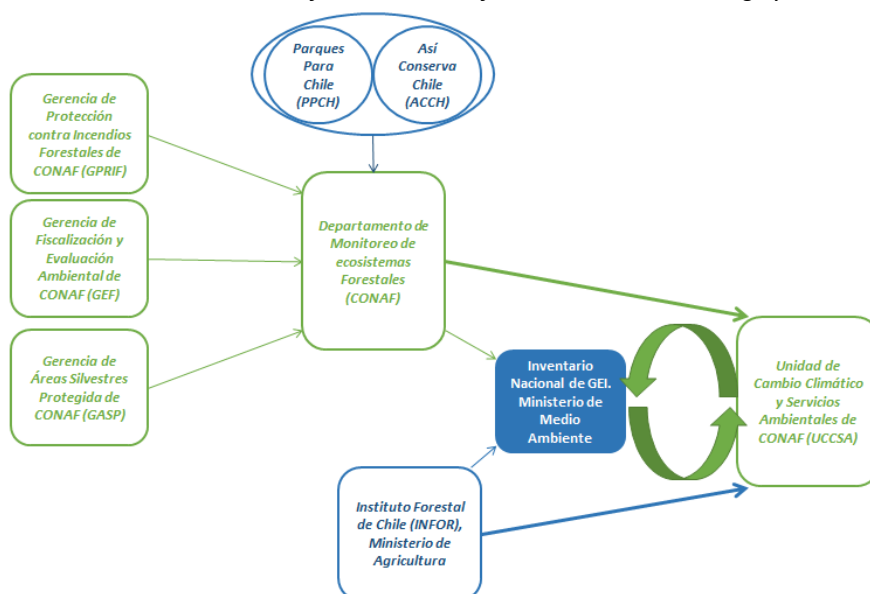 Parques
Para
Chile
(PPCH)
Así
Conserva
Chile
(ACCH)
Gerencia de
Protección
contra Incendios
Forestales de
CONAF (GPRIF)
Gerencia de
Fiscalización y
Evaluación
Ambiental de
CONAF (GEF)
Gerencia de
Áreas Silvestres
Protegida de
CONAF (GASP)
Departamento de
Monitoreo de
ecosistemas
Forestales
(CONAF)
Inventario
Nacional de GEI.
Ministerio de
Medio
Ambiente
Unidad de
Cambio Climático
y Servicios
Ambientales de
CONAF (UCCSA)
Instituto Forestal
de Chile (INFOR),
Ministerio de
Agricultura